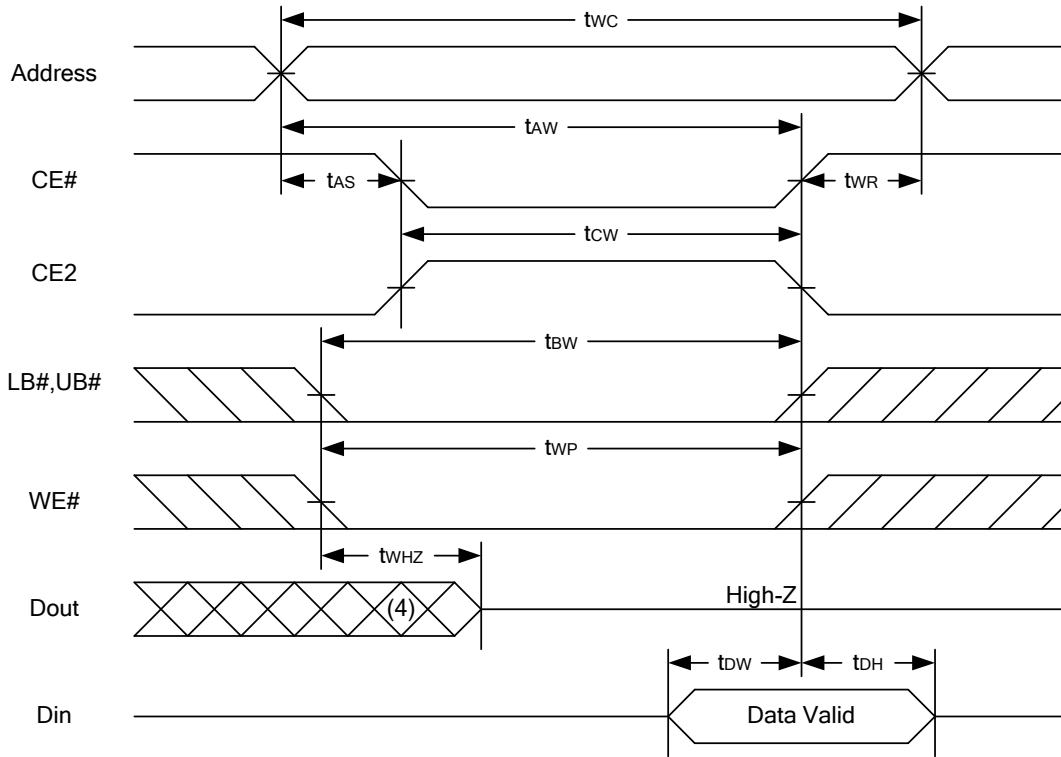 tWC
Address
tAW
CE#
tAS
tWR
tCW
CE2
tBW
LB#,UB#
tWP
WE#
tWHZ
Dout
(4)
High-Z
tDW
tDH
Din
Data Valid